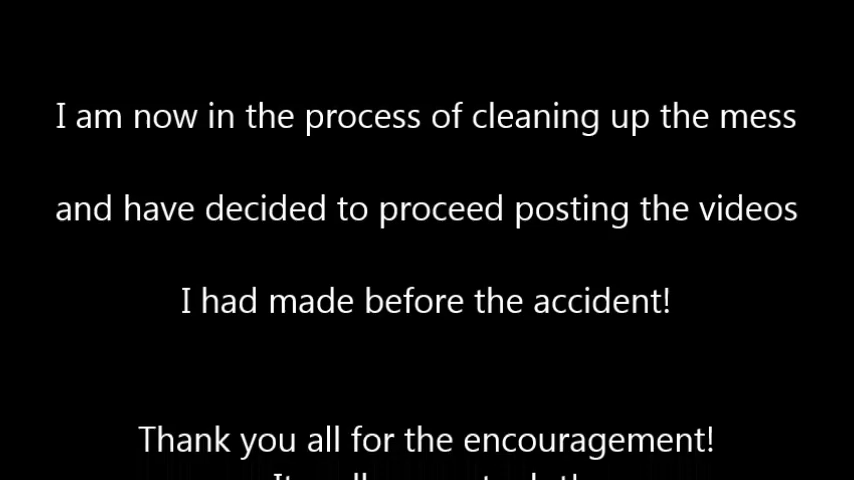 I am now in the process of cleaning up the mess
and have decided to proceed posting the videos
I had made before the accident!
Thank you all for the encouragement!